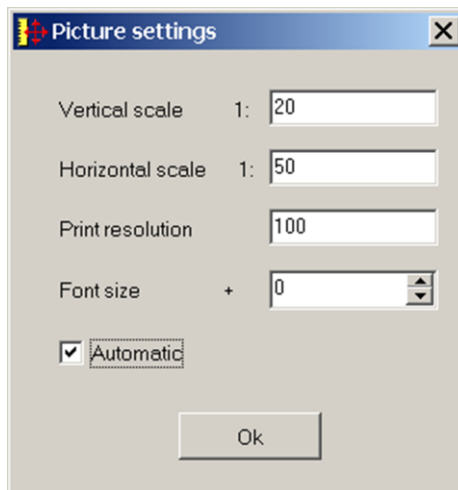 Picture settings
Vertical scale 1: 20
Horizontal scale 1: 50
Print resolution 100
Font size + 0
Automatic
Ok